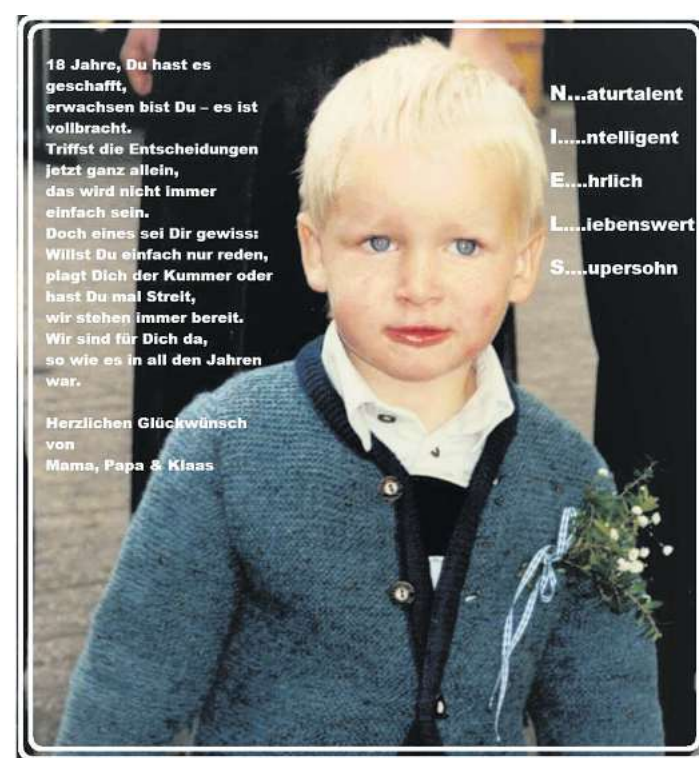 18 Jahre, Du hast es
geschafft,
erwachsen bist Du – es ist
vollbracht.
Triffst die Entscheidungen
jetzt ganz allein,
das wird nicht immer
einfach sein.
Doch eines sei Dir gewiss:
Willst Du einfach nur reden,
plagt Dich der Kummer oder
hast Du mal Streit,
wir stehen immer bereit.
Wir sind für Dich da,
so wie es in all den Jahren
war.
Herzlichen Glückwünsch
von
Mama, Papa & Klaas
N...aturtalent
I.....ntelligent
E....hrlich
L....iebenswert
S....upersohn